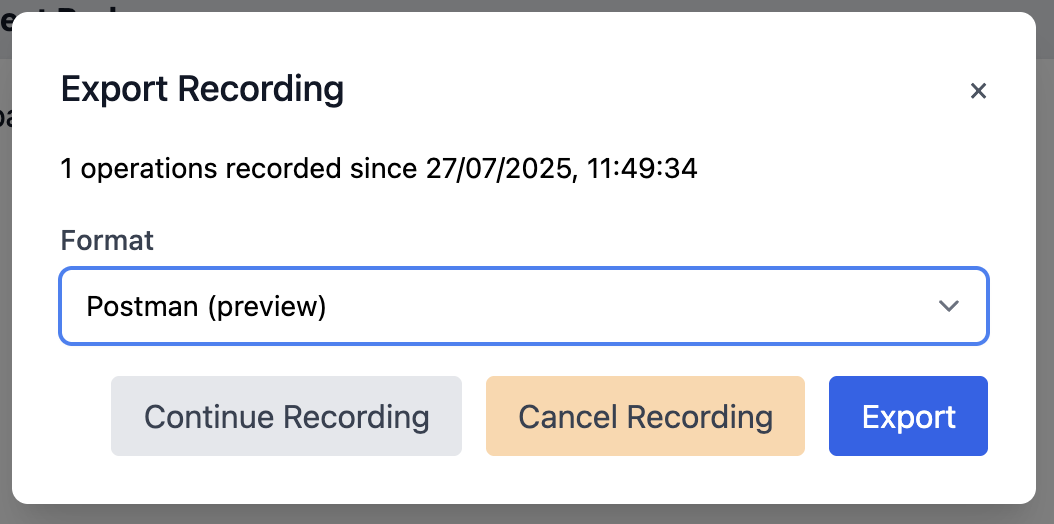 Export Recording
×
1 operations recorded since 27/07/2025, 11:49:34
Format
Postman (preview)
Continue Recording
Cancel Recording
Export